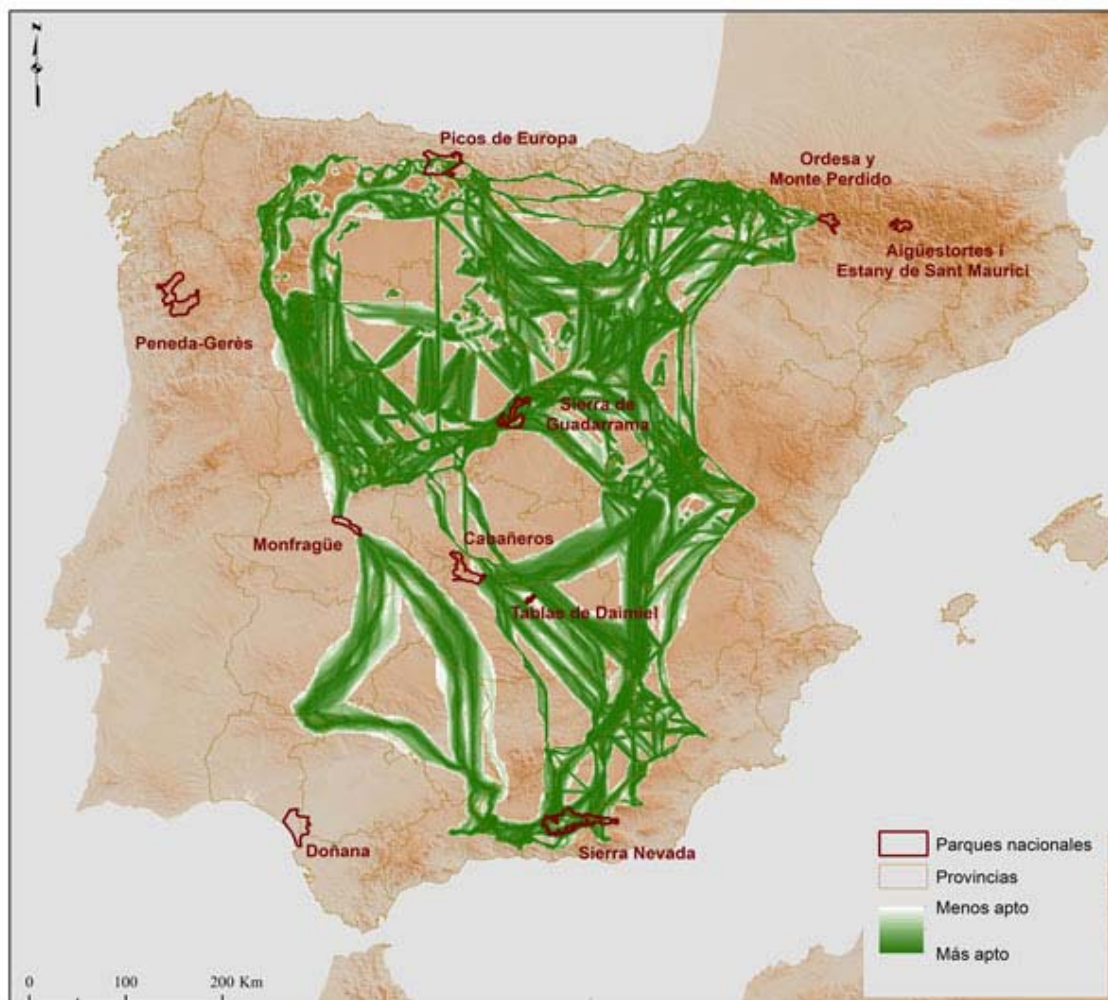 N
Picos de Europa
Ordesa y
Monte Perdido
Aigüestortes i
Estany de Sant Maurici
Peneda-Gerês
Sierra de
Guadarrama
Monfragüe
Cabañeros
Tablas de Daimiel
Doñana
Sierra Nevada
Parques nacionales
Provincias
Menos apto
Más apto
0 100 200 Km